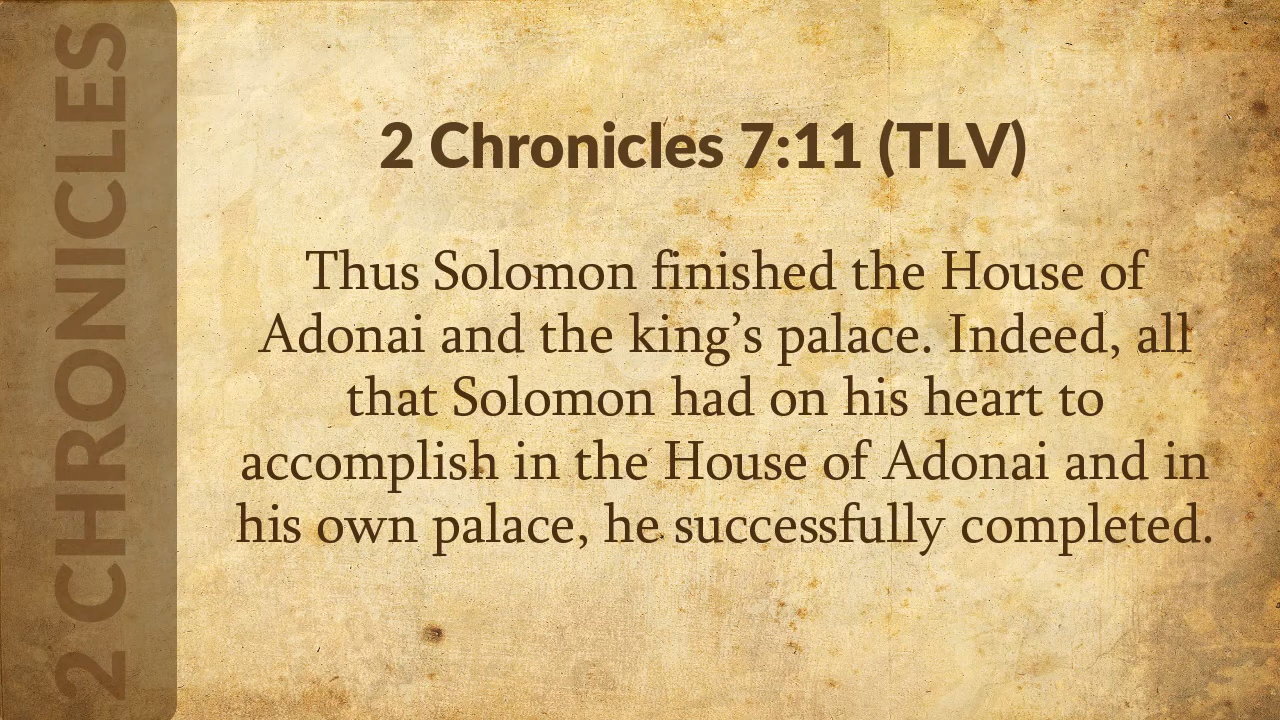 2 CHRONICLES
2 Chronicles 7:11 (TLV)
Thus Solomon finished the House of
Adonai and the king’s palace. Indeed, all
that Solomon had on his heart to
accomplish in the House of Adonai and in
his own palace, he successfully completed.